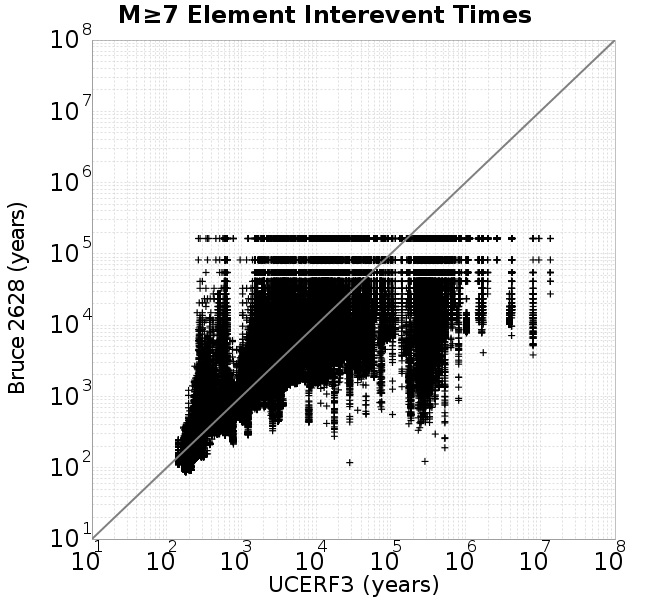 M≥7 Element Interevent Times
Bruce 2628 (years)
10^8
10^7
10^6
10^5
10^4
10^3
10^2
10^1
10^1 10^2 10^3 10^4 10^5 10^6 10^7 10^8
UCERF3 (years)